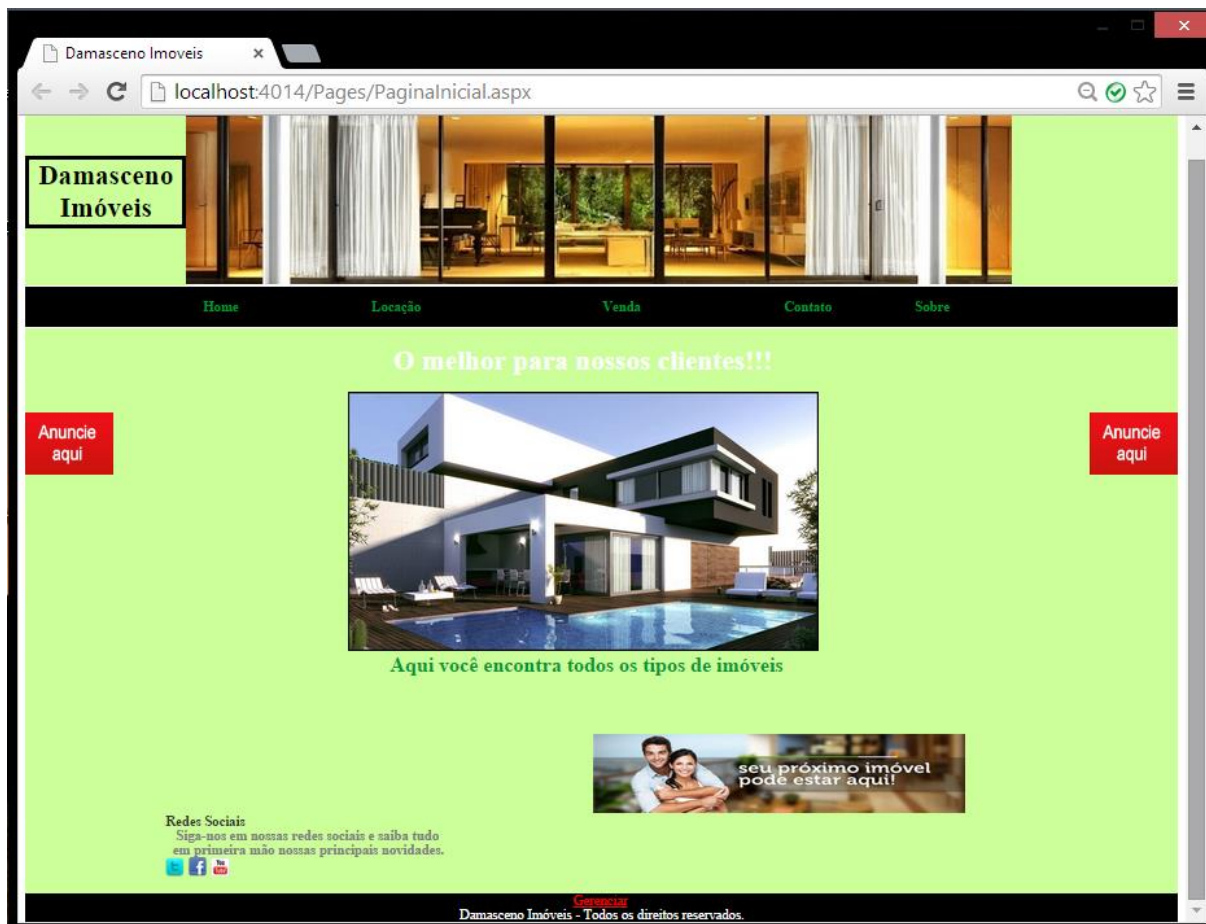 Damasceno Imoveis
localhost:4014/Pages/PaginaInicial.aspx
Damasceno
Imóveis
Home Locação Venda Contato Sobre
O melhor para nossos clientes!!!
Anuncie
aqui
Anuncie
aqui
Aqui você encontra todos os tipos de imóveis
seu próximo imóvel
pode estar aqui!
Redes Sociais
Siga-nos em nossas redes sociais e saiba tudo
em primeira mão nossas principais novidades.
You
Tube
Gerenciar
Damasceno Imóveis - Todos os direitos reservados.